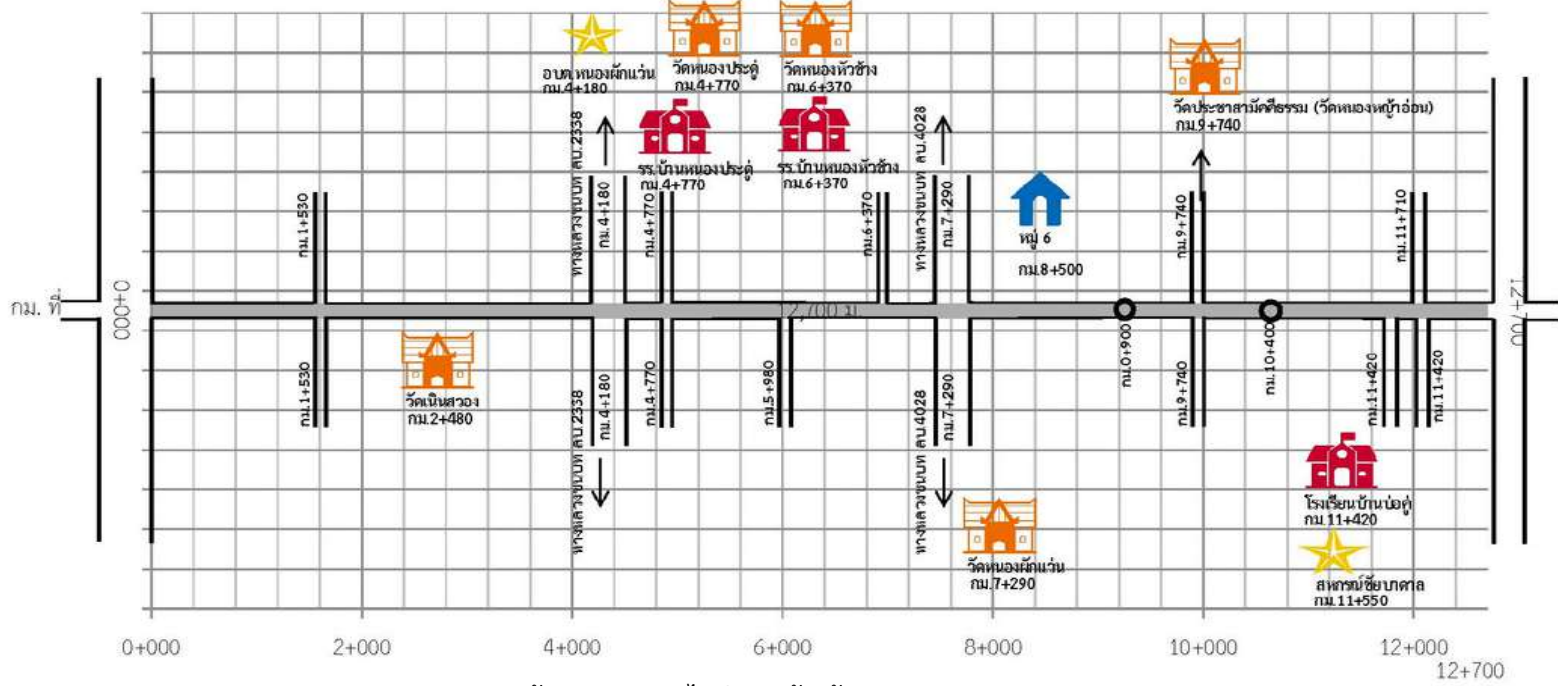 อบต.หนองผักแว่น
กม.4+180
วัดหนองประดู่
กม.4+770
วัดหนองหัวช้าง
กม.6+370
วัดประชาสามัคคีธรรม (วัดหนองหญ้าอ่อน)
กม.9+740
รร.บ้านหนองประดู่
กม.4+770
รร.บ้านหนองหัวช้าง
กม.6+370
กม.1+530
ทางหลวงชนบท ลบ.2338
กม.4+180
กม.4+770
กม.6+370
ทางหลวงชนบท ลบ.4028
กม.7+290
หมู่ 6
กม.8+500
กม.9+740
กม.11+710
กม. ที่
0+000
12,700 ม
12+700
กม.1+530
วัดเนินสวอง
กม.2+480
ทางหลวงชนบท ลบ.2338
กม.4+180
กม.4+770
กม.5+980
ทางหลวงชนบท ลบ.4028
กม.7+290
กม.0+900
กม.9+740
กม.10+400
กม.11+420
กม.11+420
โรงเรียนบ้านบ่อคู่
กม.11+420
วัดหนองผักแว่น
กม.7+290
สหกรณ์ชัยบาดาล
กม.11+550
0+000
2+000
4+000
6+000
8+000
10+000
12+000
12+700